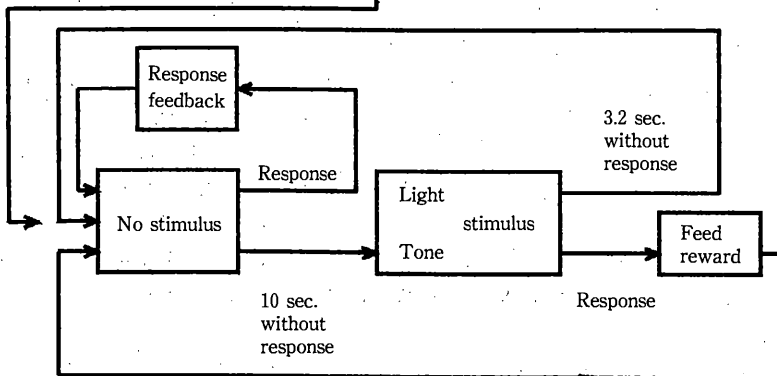 Response
feedback
3.2 sec.
without
response
Response
Light
No stimulus
stimulus
Tone
Feed
reward
10 sec.
without
response
Response